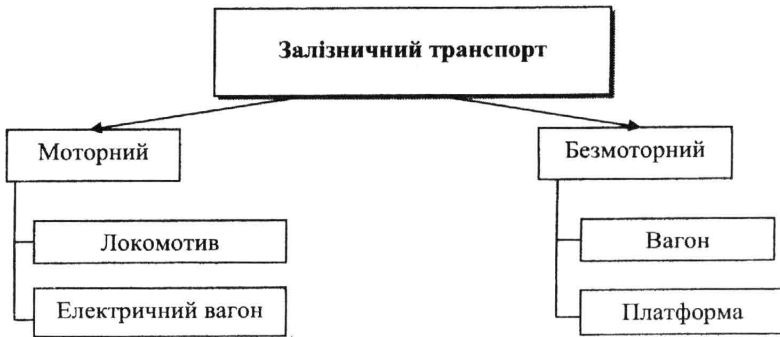 Залізничний транспорт
Моторний
Безмоторний
Локомотив
Вагон
Електричний вагон
Платформа